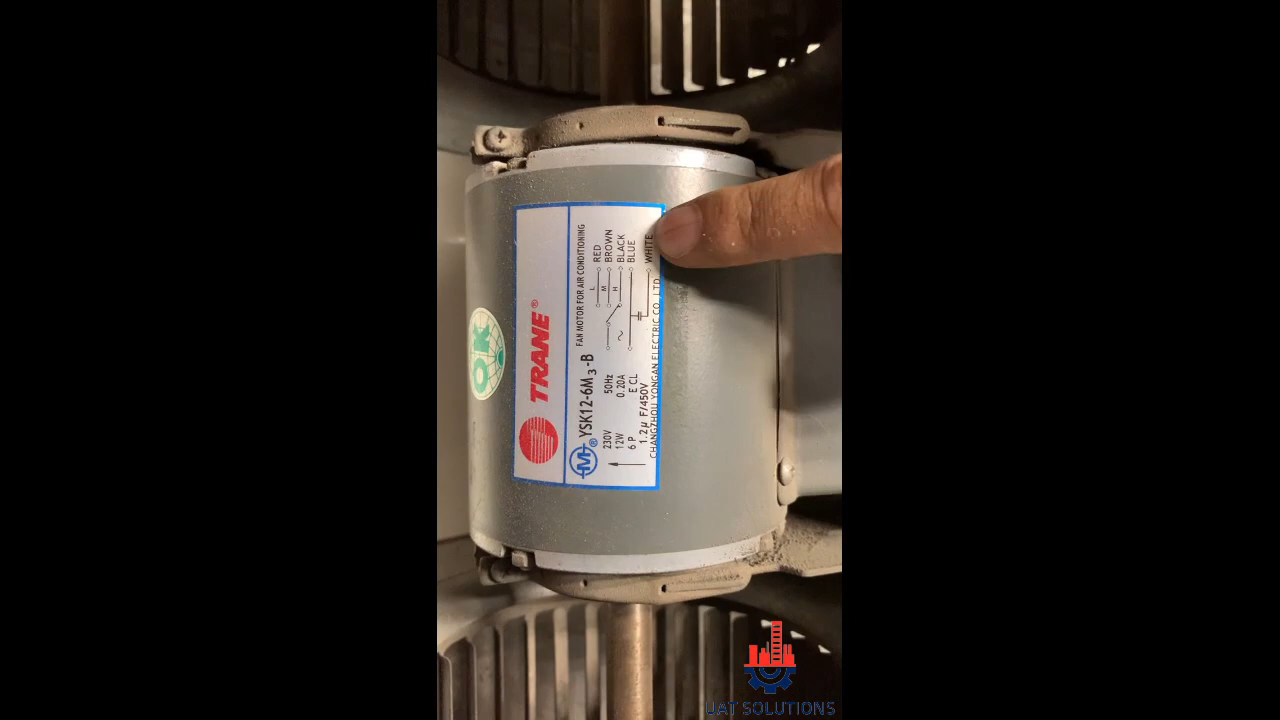 TRANE®
YSK12-6M3-B FAN MOTOR FOR AIR CONDITIONING
M®
230V 50Hz
12W 0.20A
6 P E CL
1.2μ F/450V
L RED
M BROWN
H BLACK
BLUE
WHITE
CHANGZHOU YONGAN ELECTRIC CO.,LTD
OK
UAT SOLUTIONS